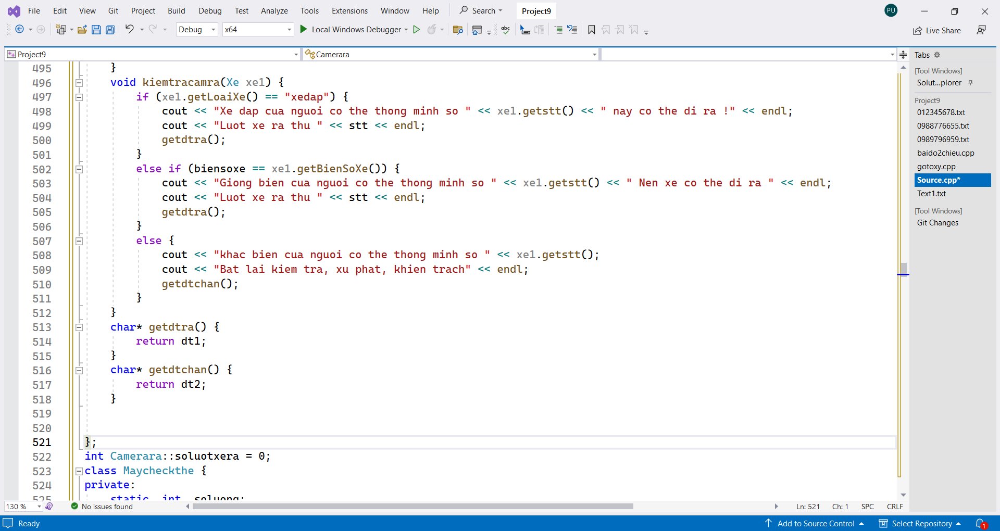 File Edit View Git Project Build Debug Test Analyze Tools Extensions Window Help Search Project9 PU
Debug x64 Local Windows Debugger abc Live Share
Project9 Camerara
495 }
496 void kiemtracamra(Xe xe1) {
497 if (xe1.getLoaiXe() == "xedap") {
498 cout << "Xe dap cua nguoi co the thong minh so " << xe1.getstt() << " nay co the di ra !" << endl;
499 cout << "Luot xe ra thu " << stt << endl;
500 getdtra();
501 }
502 else if (biensoxe == xe1.getBienSoXe()) {
503 cout << "Giong bien cua nguoi co the thong minh so " << xe1.getstt() << " Nen xe co the di ra " << endl;
504 cout << "Luot xe ra thu " << stt << endl;
505 getdtra();
506 }
507 else {
508 cout << "khac bien cua nguoi co the thong minh so " << xe1.getstt();
509 cout << "Bat lai kiem tra, xu phat, khien trach" << endl;
510 getdtchan();
511 }
512 }
513 char* getdtra() {
514 return dt1;
515 }
516 char* getdtchan() {
517 return dt2;
518 }
519
520
521 };
522 int Camerara::soluotxera = 0;
523 class Maycheckthe {
524 private:
525 static int soluong;
130 % No issues found Ln: 521 Ch: 1 SPC CRLF
Tabs
[Tool Windows]
Solut...plorer
Project9
012345678.txt
0988776655.txt
0989796959.txt
baido2chieu.cpp
gotoxy.cpp
Source.cpp*
Text1.txt
[Tool Windows]
Git Changes
Ready Add to Source Control Select Repository 1